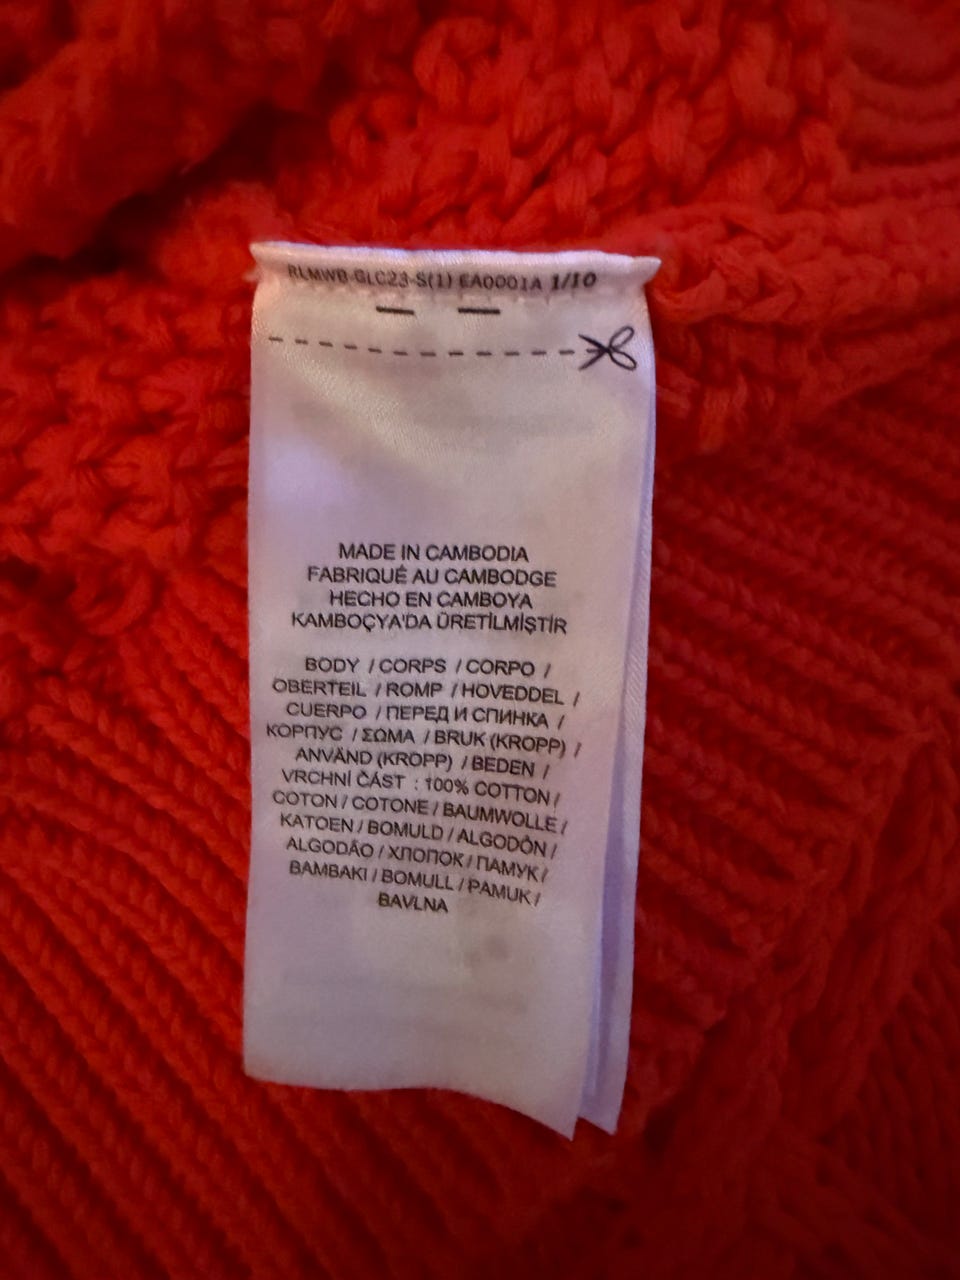 RLMWB-GLC23-S(1) EA0001A 1/10
MADE IN CAMBODIA
FABRIQUÉ AU CAMBODGE
HECHO EN CAMBOYA
KAMBOÇYA'DA ÜRETİLMİŞTİR
BODY / CORPS / CORPO /
OBERTEIL / ROMP / HOVEDDEL /
CUERPO / ПЕРЕД И СПИНКА /
КОРПУС / ΣΩΜΑ / BRUK (KROPP) /
ANVÄND (KROPP) / BEDEN /
VRCHNÍ ČÁST : 100% COTTON /
COTON / COTONE / BAUMWOLLE /
KATOEN / BOMULD / ALGODÓN /
ALGODÃO / ХЛОПОК / ПАМУК /
BAMBAKI / BOMULL / PAMUK /
BAVLNA